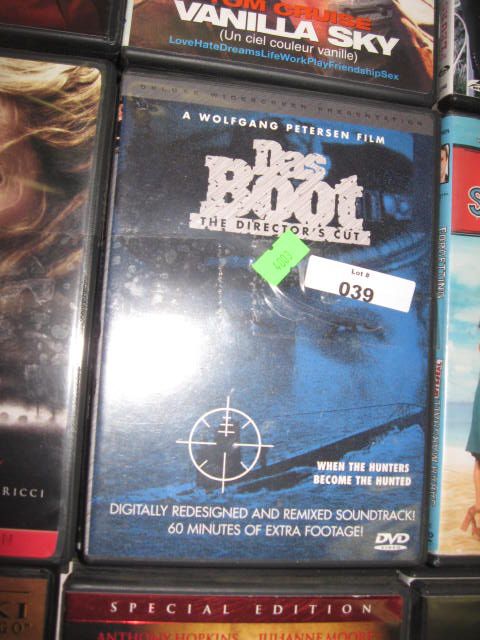 TOM CRUISE
VANILLA SKY
(Un ciel couleur vanille)
LoveHateDreamsLifeWorkPlayFriendshipSex
DELUXE WIDESCREEN PRESENTATION
A WOLFGANG PETERSEN FILM
Das
Boot
THE DIRECTOR'S CUT
Lot #
039
WHEN THE HUNTERS
BECOME THE HUNTED
DIGITALLY REDESIGNED AND REMIXED SOUNDTRACK!
60 MINUTES OF EXTRA FOOTAGE!
DVD
VIDEO
RICCI
SPECIAL EDITION
ANTHONY HOPKINS
JULIANNE MOORE